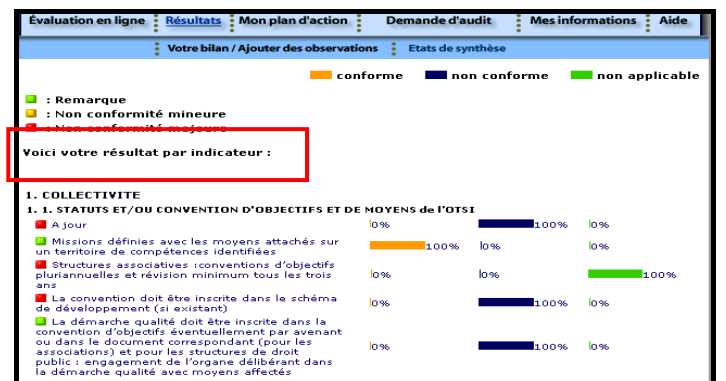 Évaluation en ligne Résultats Mon plan d'action Demande d'audit Mes informations Aide
Votre bilan / Ajouter des observations Etats de synthèse
conforme non conforme non applicable
: Remarque
: Non conformité mineure
: Non conformité majeure
Voici votre résultat par indicateur :
1. COLLECTIVITE
1. 1. STATUTS ET/OU CONVENTION D'OBJECTIFS ET DE MOYENS de l'OTSI
A jour 0% 100% 0%
Missions définies avec les moyens attachés sur
un territoire de compétences identifiées 100% 0% 0%
Structures associatives :conventions d'objectifs
pluriannuelles et révision minimum tous les trois 0% 0% 100%
ans
La convention doit être inscrite dans le schéma
de développement (si existant) 0% 100% 0%
La démarche qualité doit être inscrite dans la
convention d'objectifs éventuellement par avenant
ou dans le document correspondant (pour les
associations) et pour les structures de droit 0% 100% 0%
public : engagement de l'organe délibérant dans
la démarche qualité avec moyens affectés